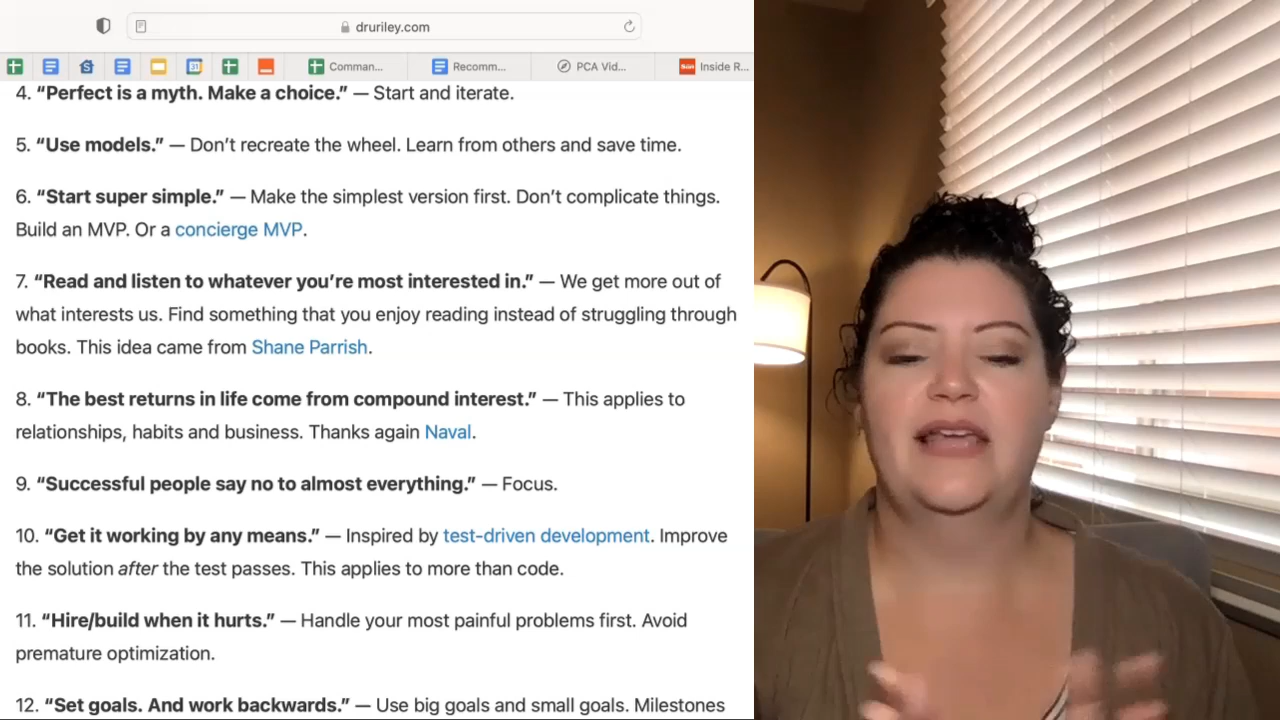 druriley.com
Comman... Recomm... PCA Vid... Inside R...
4. “Perfect is a myth. Make a choice.” — Start and iterate.
5. “Use models.” — Don’t recreate the wheel. Learn from others and save time.
6. “Start super simple.” — Make the simplest version first. Don’t complicate things.
Build an MVP. Or a concierge MVP.
7. “Read and listen to whatever you’re most interested in.” — We get more out of
what interests us. Find something that you enjoy reading instead of struggling through
books. This idea came from Shane Parrish.
8. “The best returns in life come from compound interest.” — This applies to
relationships, habits and business. Thanks again Naval.
9. “Successful people say no to almost everything.” — Focus.
10. “Get it working by any means.” — Inspired by test-driven development. Improve
the solution after the test passes. This applies to more than code.
11. “Hire/build when it hurts.” — Handle your most painful problems first. Avoid
premature optimization.
12. “Set goals. And work backwards.” — Use big goals and small goals. Milestones